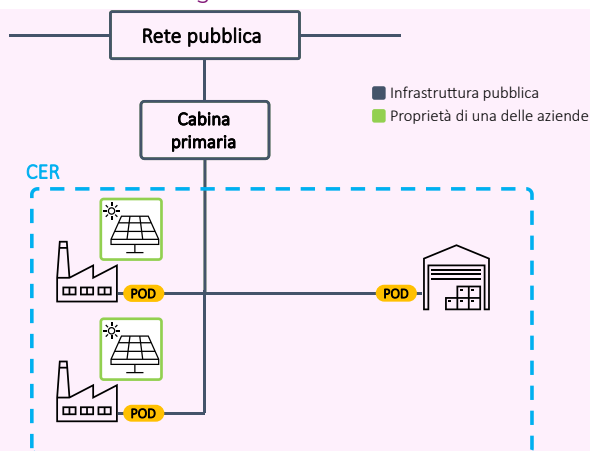 Rete pubblica
Infrastruttura pubblica
Proprietà di una delle aziende
Cabina
primaria
CER
POD
POD
POD